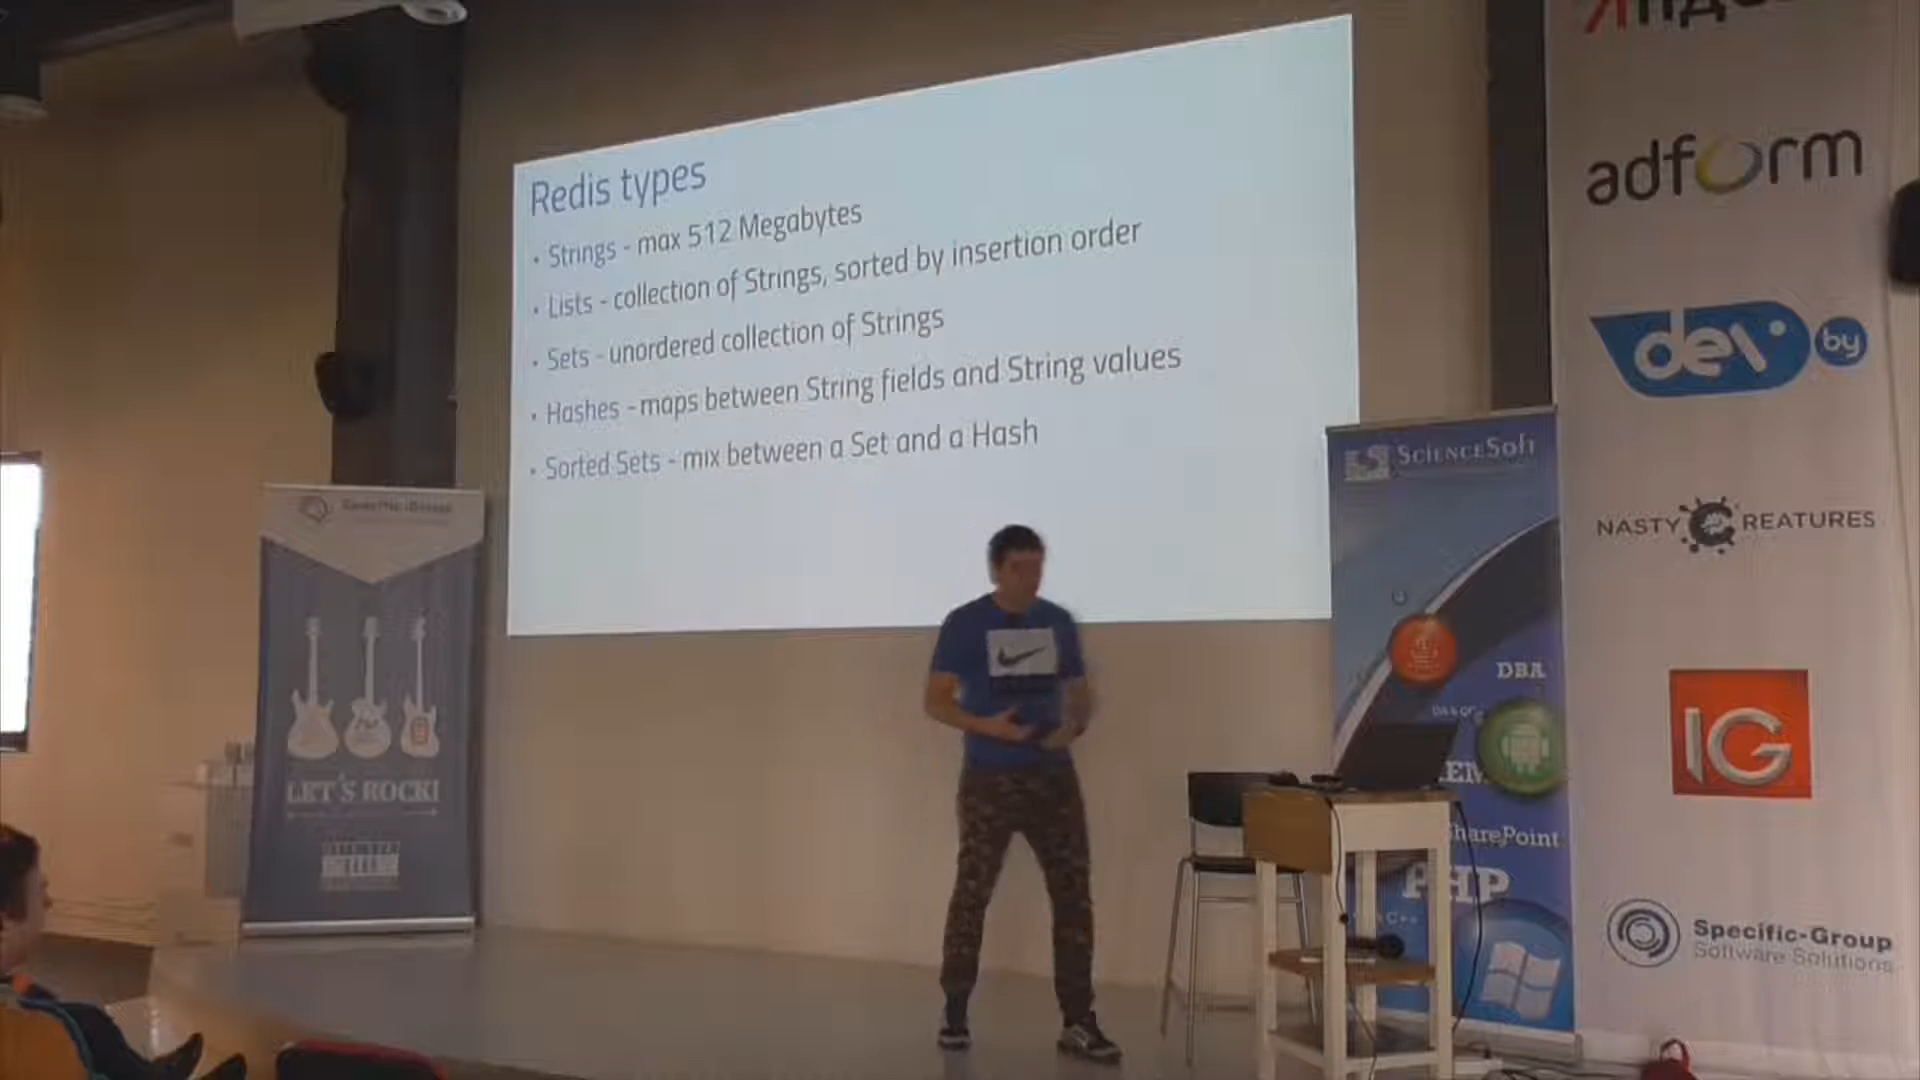 Redis types
• Strings - max 512 Megabytes
• Lists - collection of Strings, sorted by insertion order
• Sets - unordered collection of Strings
• Hashes - maps between String fields and String values
• Sorted Sets - mix between a Set and a Hash
LET'S ROCK!
SCIENCESOFT
DBA
SharePoint
PHP
C++
adform
dev by
NASTY CREATURES
IG
Specific-Group
Software Solutions